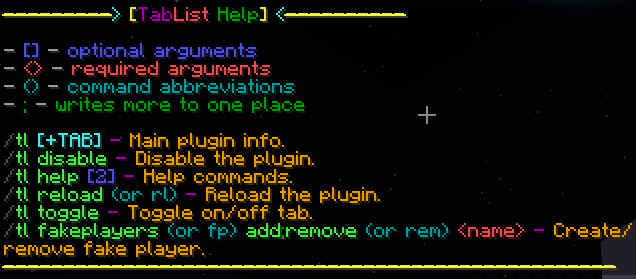 > [TabList Help] <
- [] - optional arguments
- <> - required arguments
- () - command abbreviations
- ; - writes more to one place
/tl [+TAB] - Main plugin info.
/tl disable - Disable the plugin.
/tl help [2] - Help commands.
/tl reload (or rl) - Reload the plugin.
/tl toggle - Toggle on/off tab.
/tl fakeplayers (or fp) add;remove (or rem) <name> - Create/
remove fake player.